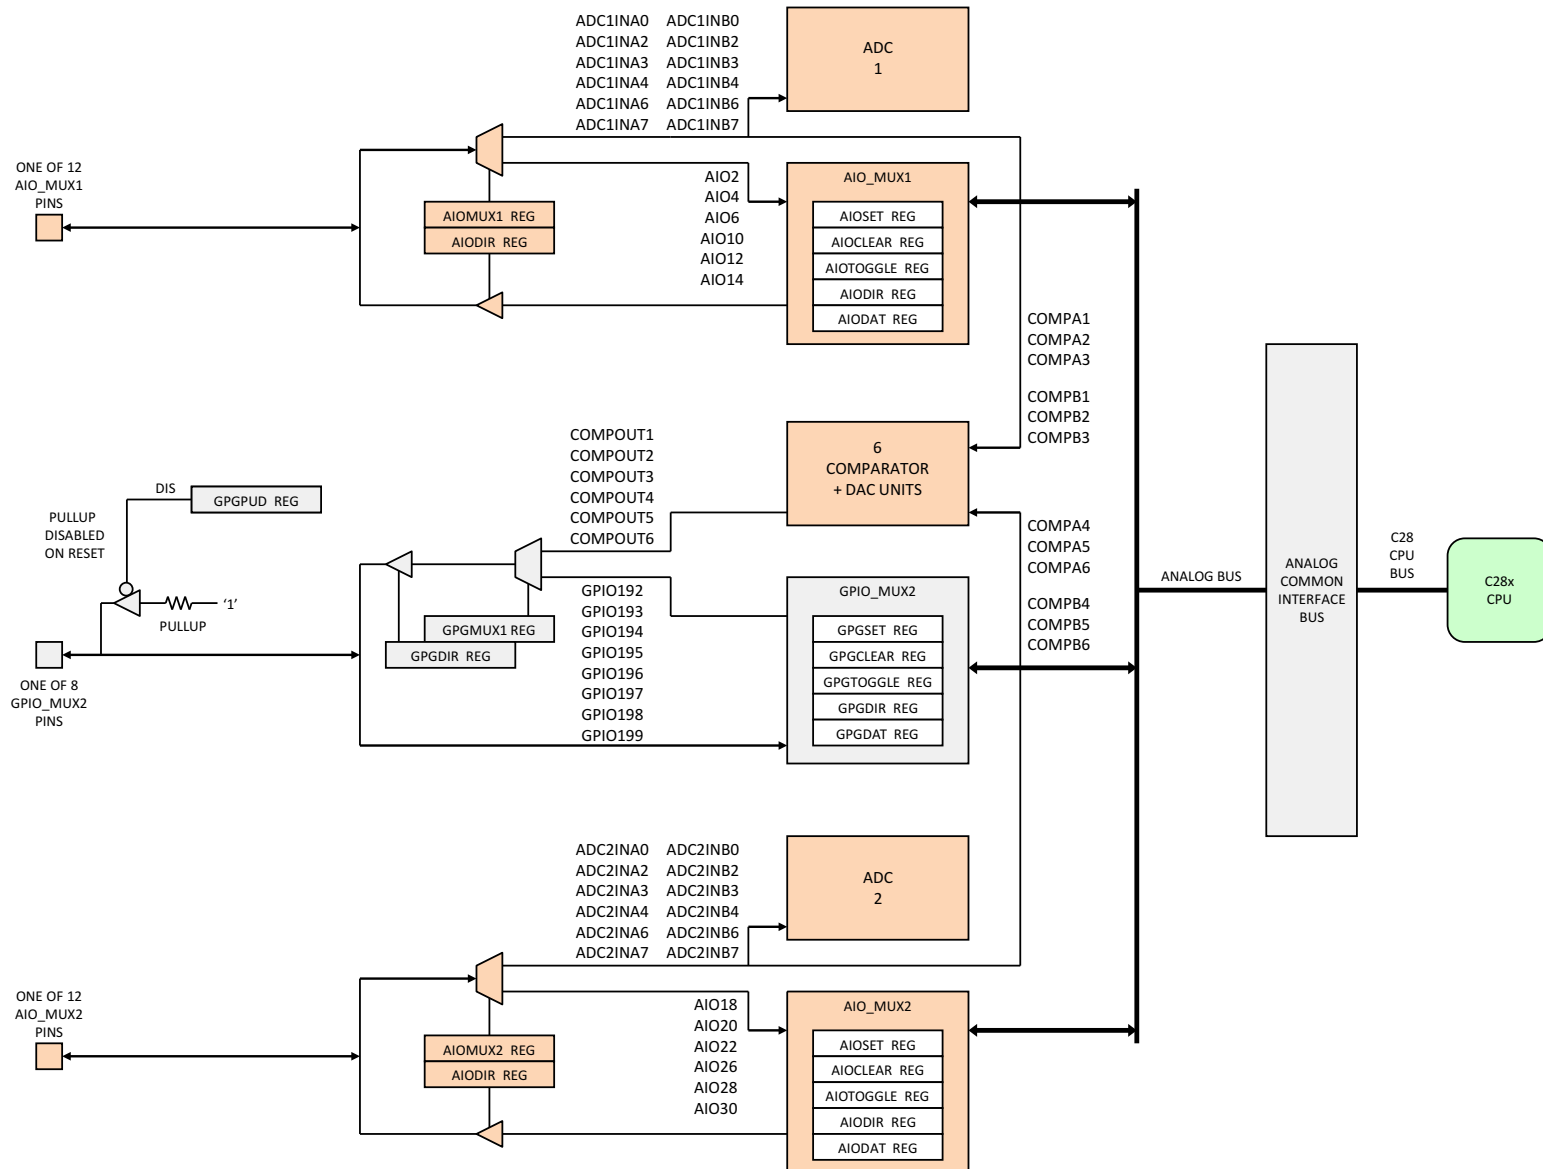 ADC1INA0 ADC1INB0
ADC1INA2 ADC1INB2
ADC1INA3 ADC1INB3
ADC1INA4 ADC1INB4
ADC1INA6 ADC1INB6
ADC1INA7 ADC1INB7
ADC
1
ONE OF 12
AIO_MUX1
PINS
AIOMUX1 REG
AIODIR REG
AIO2
AIO4
AIO6
AIO10
AIO12
AIO14
AIO_MUX1
AIOSET REG
AIOCLEAR REG
AIOTOGGLE REG
AIODIR REG
AIODAT REG
COMPA1
COMPA2
COMPA3
COMPB1
COMPB2
COMPB3
COMPOUT1
COMPOUT2
COMPOUT3
COMPOUT4
COMPOUT5
COMPOUT6
6
COMPARATOR
+ DAC UNITS
DIS
GPGPUD REG
PULLUP
DISABLED
ON RESET
'1'
PULLUP
ONE OF 8
GPIO_MUX2
PINS
GPGMUX1 REG
GPGDIR REG
GPIO192
GPIO193
GPIO194
GPIO195
GPIO196
GPIO197
GPIO198
GPIO199
GPIO_MUX2
GPGSET REG
GPGCLEAR REG
GPGTOGGLE REG
GPGDIR REG
GPGDAT REG
COMPA4
COMPA5
COMPA6
COMPB4
COMPB5
COMPB6
ANALOG BUS
ANALOG
COMMON
INTERFACE
BUS
C28
CPU
BUS
C28x
CPU
ADC2INA0 ADC2INB0
ADC2INA2 ADC2INB2
ADC2INA3 ADC2INB3
ADC2INA4 ADC2INB4
ADC2INA6 ADC2INB6
ADC2INA7 ADC2INB7
ADC
2
ONE OF 12
AIO_MUX2
PINS
AIOMUX2 REG
AIODIR REG
AIO18
AIO20
AIO22
AIO26
AIO28
AIO30
AIO_MUX2
AIOSET REG
AIOCLEAR REG
AIOTOGGLE REG
AIODIR REG
AIODAT REG